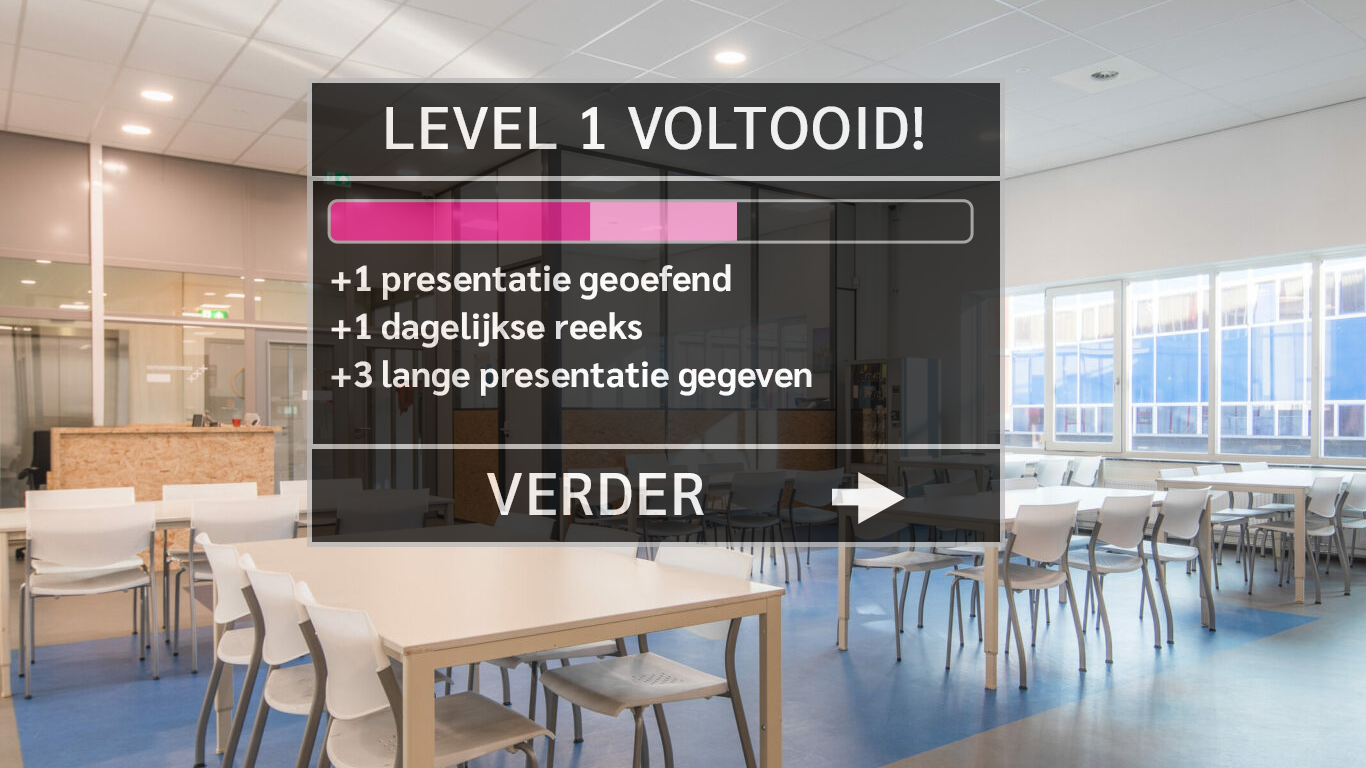 LEVEL 1 VOLTOOID!
+1 presentatie geoefend
+1 dagelijkse reeks
+3 lange presentatie gegeven
VERDER